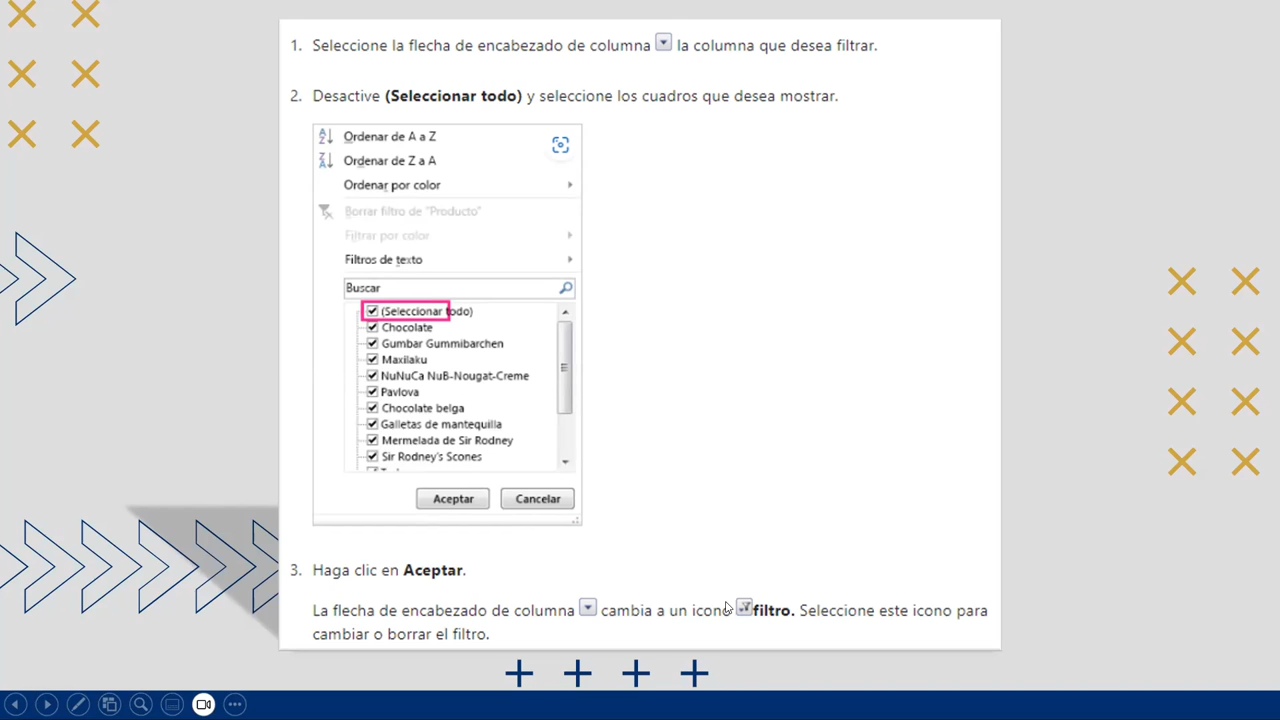 1. Seleccione la flecha de encabezado de columna la columna que desea filtrar.
2. Desactive (Seleccionar todo) y seleccione los cuadros que desea mostrar.
Ordenar de A a Z
Ordenar de Z a A
Ordenar por color
Borrar filtro de "Producto"
Filtrar por color
Filtros de texto
Buscar
(Seleccionar todo)
Chocolate
Gumbar Gummibarchen
Maxilaku
NuNuCa NuB-Nougat-Creme
Pavlova
Chocolate belga
Galletas de mantequilla
Mermelada de Sir Rodney
Sir Rodney's Scones
Aceptar Cancelar
3. Haga clic en Aceptar.
La flecha de encabezado de columna cambia a un icono filtro. Seleccione este icono para
cambiar o borrar el filtro.